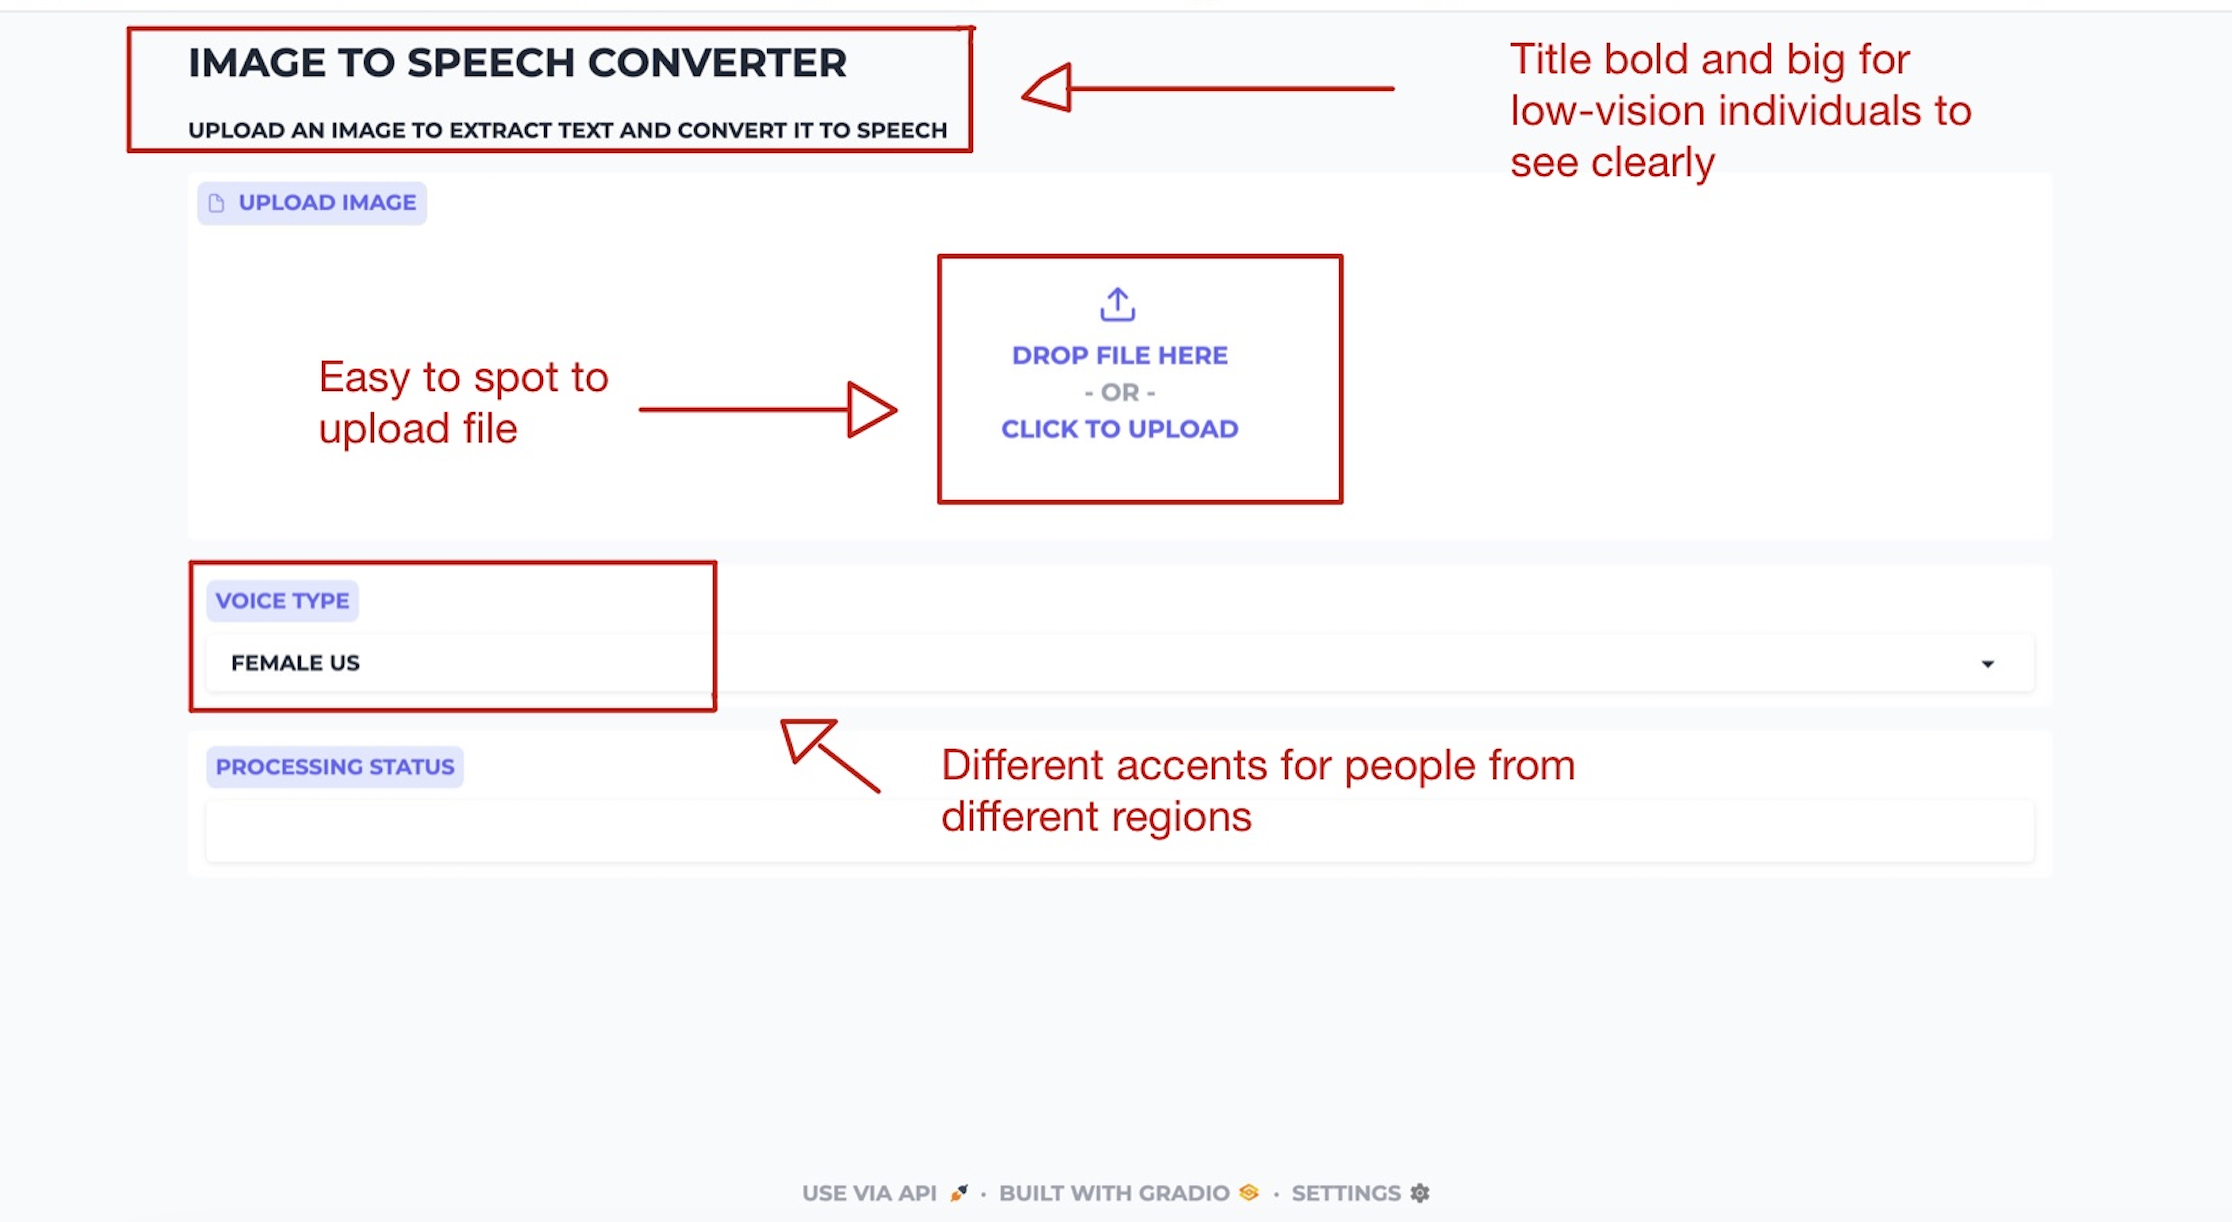 IMAGE TO SPEECH CONVERTER
Title bold and big for
low-vision individuals to
see clearly
UPLOAD AN IMAGE TO EXTRACT TEXT AND CONVERT IT TO SPEECH
UPLOAD IMAGE
DROP FILE HERE
- OR -
CLICK TO UPLOAD
Easy to spot to
upload file
VOICE TYPE
FEMALE US
Different accents for people from
different regions
PROCESSING STATUS
USE VIA API · BUILT WITH GRADIO · SETTINGS